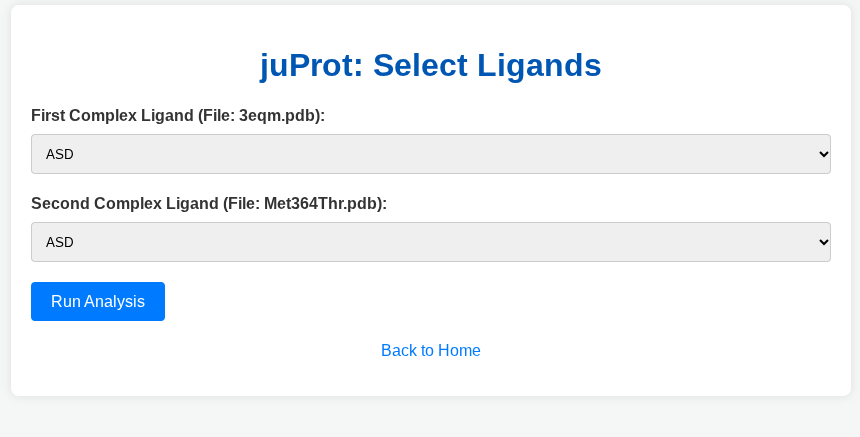 juProt: Select Ligands
First Complex Ligand (File: 3eqm.pdb):
ASD
Second Complex Ligand (File: Met364Thr.pdb):
ASD
Run Analysis
Back to Home